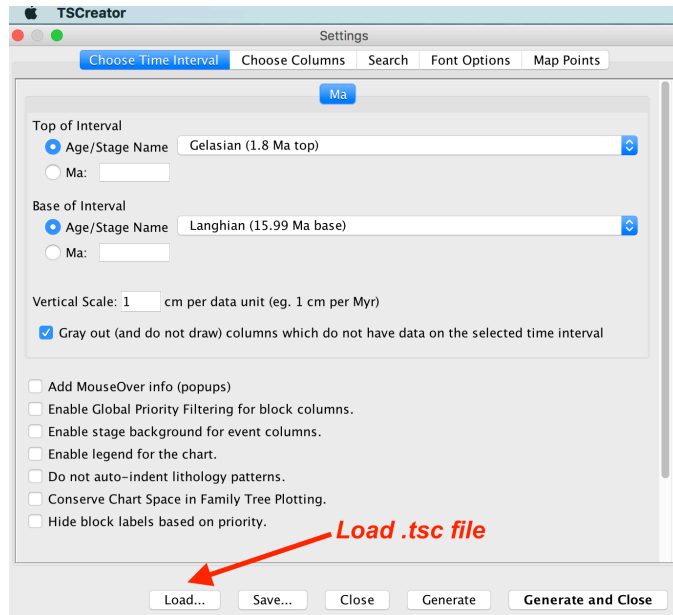 TSCreator
Settings
Choose Time Interval Choose Columns Search Font Options Map Points
Ma
Top of Interval
Age/Stage Name Gelasian (1.8 Ma top)
Ma:
Base of Interval
Age/Stage Name Langhian (15.99 Ma base)
Ma:
Vertical Scale: 1 cm per data unit (eg. 1 cm per Myr)
Gray out (and do not draw) columns which do not have data on the selected time interval
Add MouseOver info (popups)
Enable Global Priority Filtering for block columns.
Enable stage background for event columns.
Enable legend for the chart.
Do not auto-indent lithology patterns.
Conserve Chart Space in Family Tree Plotting.
Hide block labels based on priority.
Load .tsc file
Load... Save... Close Generate Generate and Close